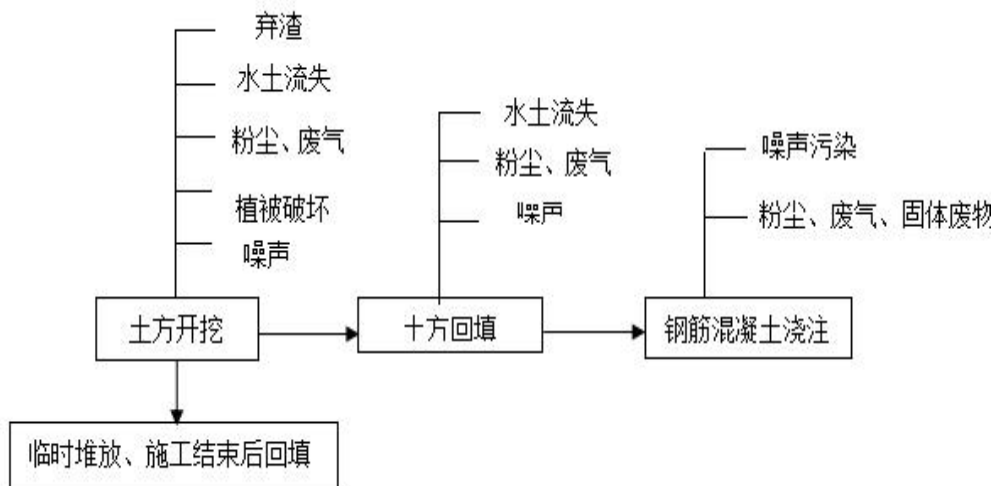 弃渣
水土流失
粉尘、废气
植被破坏
噪声
水土流失
粉尘、废气
噪声
噪声污染
粉尘、废气、固体废物
土方开挖
十方回填
钢筋混凝土浇注
临时堆放、施工结束后回填